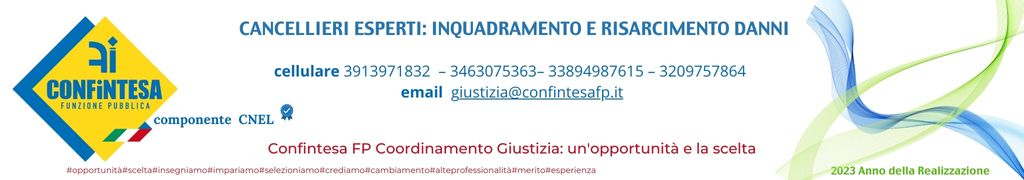 CANCELLIERI ESPERTI: INQUADRAMENTO E RISARCIMENTO DANNI
CONFiNTESA
FUNZIONE PUBBLICA
cellulare 3913971832 – 3463075363– 33894987615 – 3209757864
email giustizia@confintesafp.it
componente CNEL
Confintesa FP Coordinamento Giustizia: un'opportunità e la scelta
#opportunità#scelta#insegniamo#impariamo#selezioniamo#crediamo#cambiamento#alteprofessionalità#merito#esperienza
2023 Anno della Realizzazione